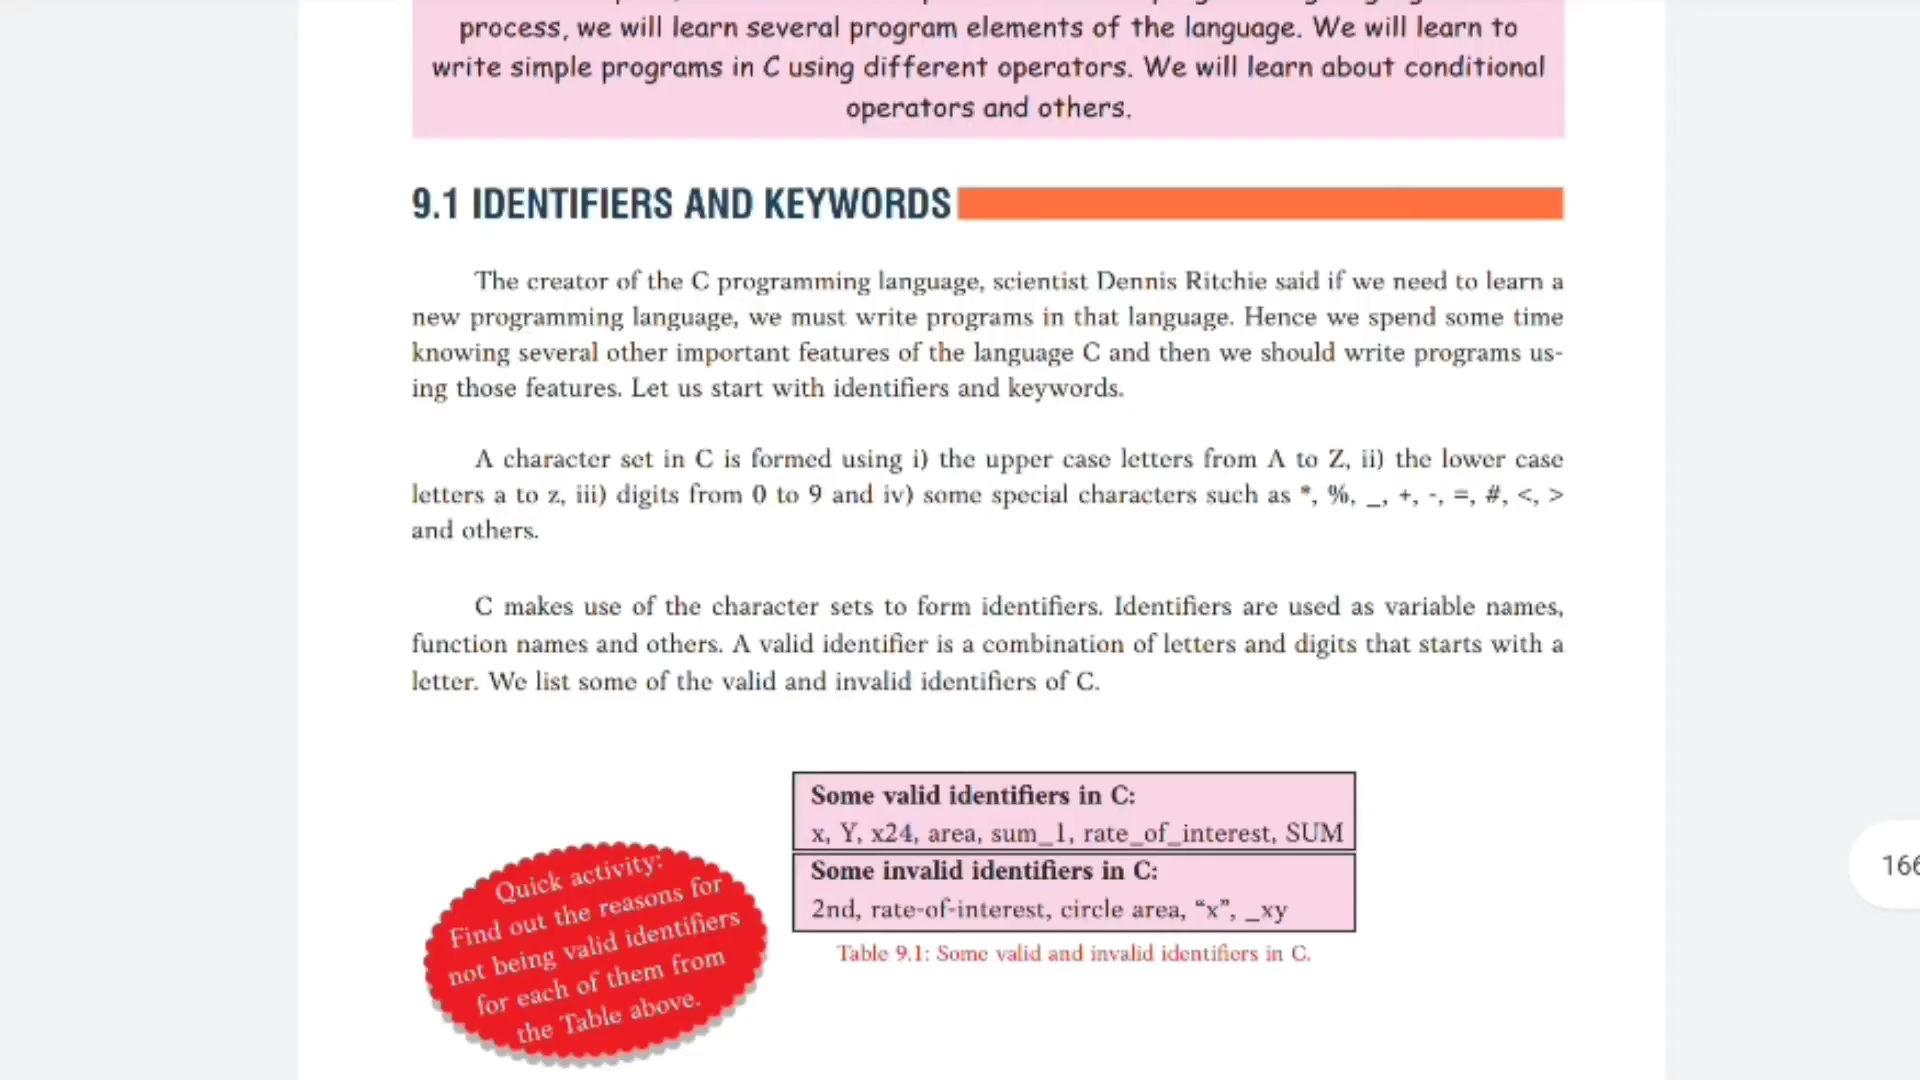 process, we will learn several program elements of the language. We will learn to
write simple programs in C using different operators. We will learn about conditional
operators and others.
9.1 IDENTIFIERS AND KEYWORDS
The creator of the C programming language, scientist Dennis Ritchie said if we need to learn a
new programming language, we must write programs in that language. Hence we spend some time
knowing several other important features of the language C and then we should write programs us-
ing those features. Let us start with identifiers and keywords.
A character set in C is formed using i) the upper case letters from A to Z, ii) the lower case
letters a to z, iii) digits from 0 to 9 and iv) some special characters such as *, %, _, +, -, =, #, <, >
and others.
C makes use of the character sets to form identifiers. Identifiers are used as variable names,
function names and others. A valid identifier is a combination of letters and digits that starts with a
letter. We list some of the valid and invalid identifiers of C.
Some valid identifiers in C:
x, Y, x24, area, sum_1, rate_of_interest, SUM
Some invalid identifiers in C:
2nd, rate-of-interest, circle area, “x”, _xy
Table 9.1: Some valid and invalid identifiers in C.
Quick activity:
Find out the reasons for
not being valid identifiers
for each of them from
the Table above.
166